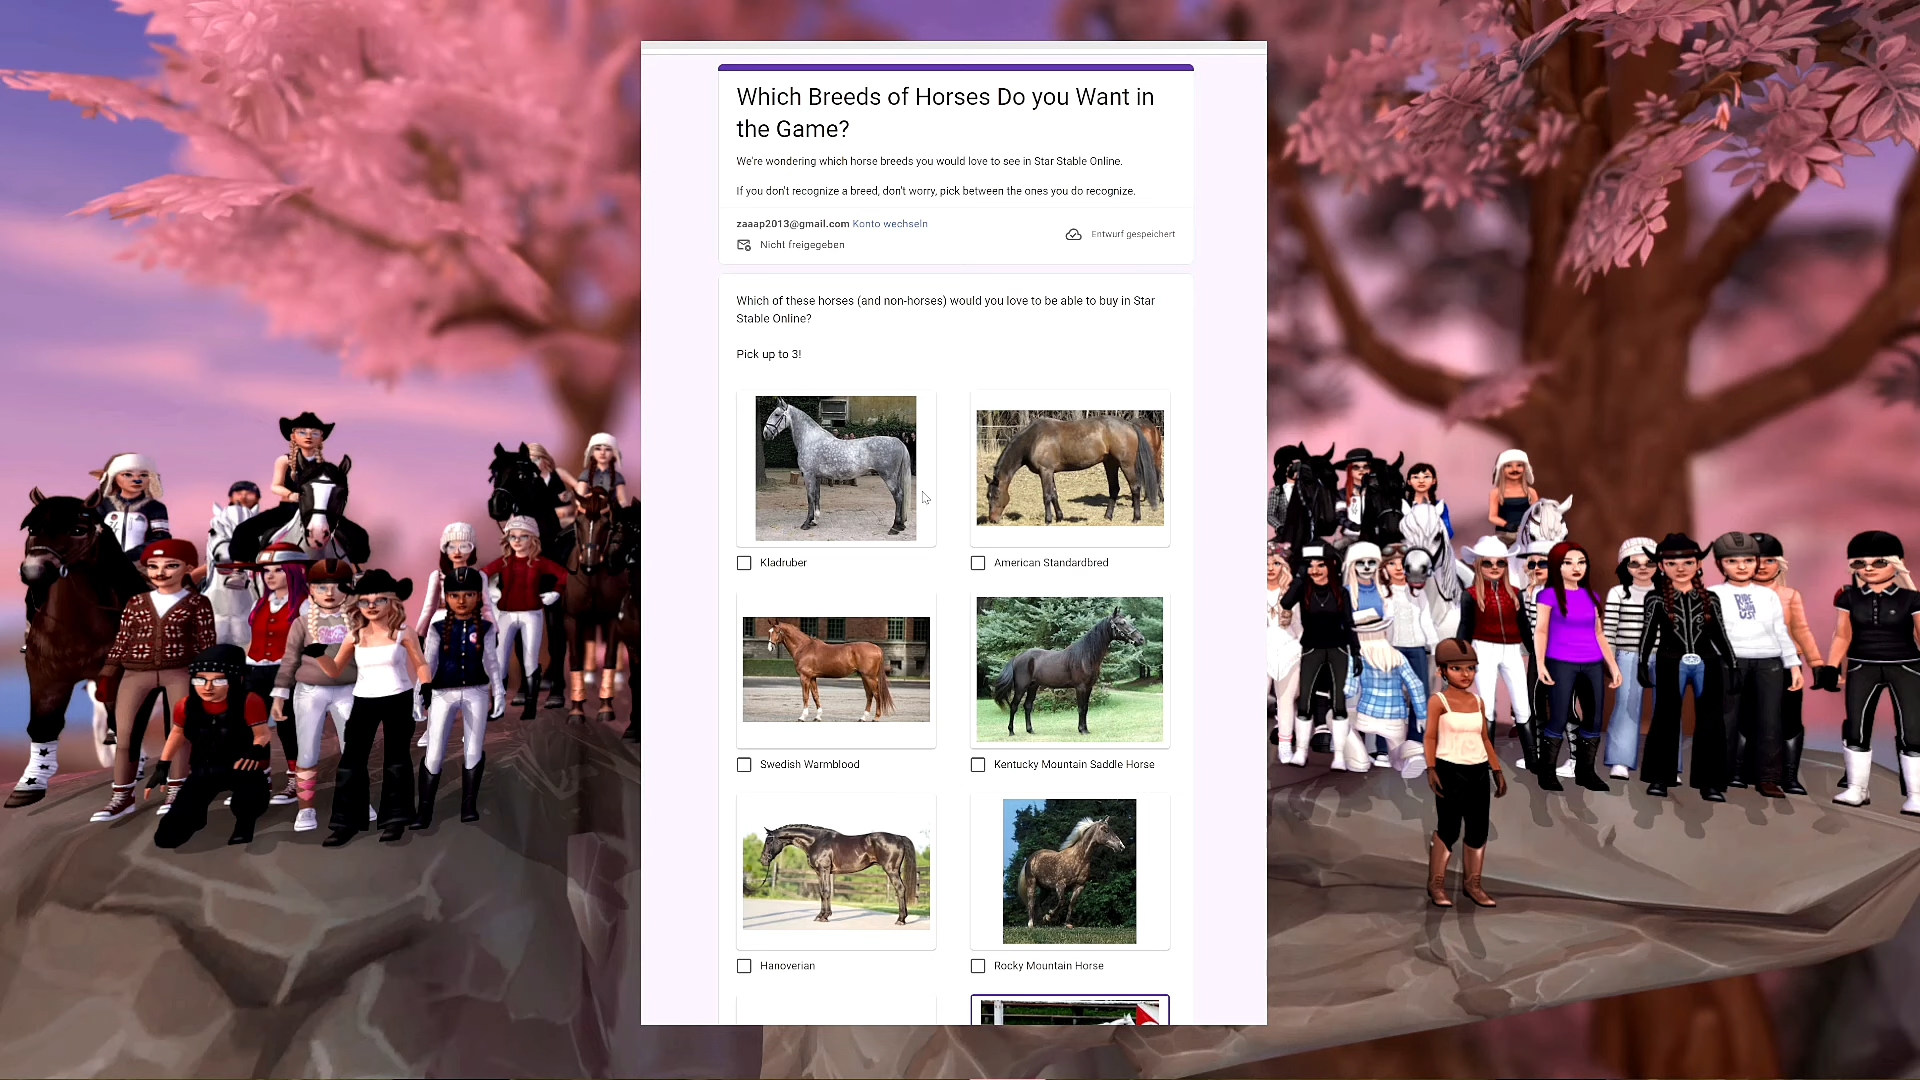 Which Breeds of Horses Do you Want in
the Game?
We're wondering which horse breeds you would love to see in Star Stable Online.
If you don't recognize a breed, don't worry, pick between the ones you do recognize.
zaaap2013@gmail.com Konto wechseln
Nicht freigegeben
Entwurf gespeichert
Which of these horses (and non-horses) would you love to be able to buy in Star
Stable Online?
Pick up to 3!
Kladruber
American Standardbred
Swedish Warmblood
Kentucky Mountain Saddle Horse
Hanoverian
Rocky Mountain Horse